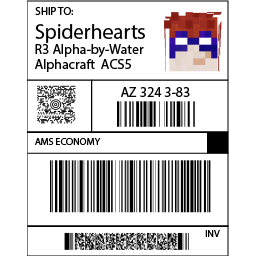 SHIP TO:
Spiderhearts
R3 Alpha-by-Water
Alphacraft ACS5
AZ 324 3-83
AMS ECONOMY
INV